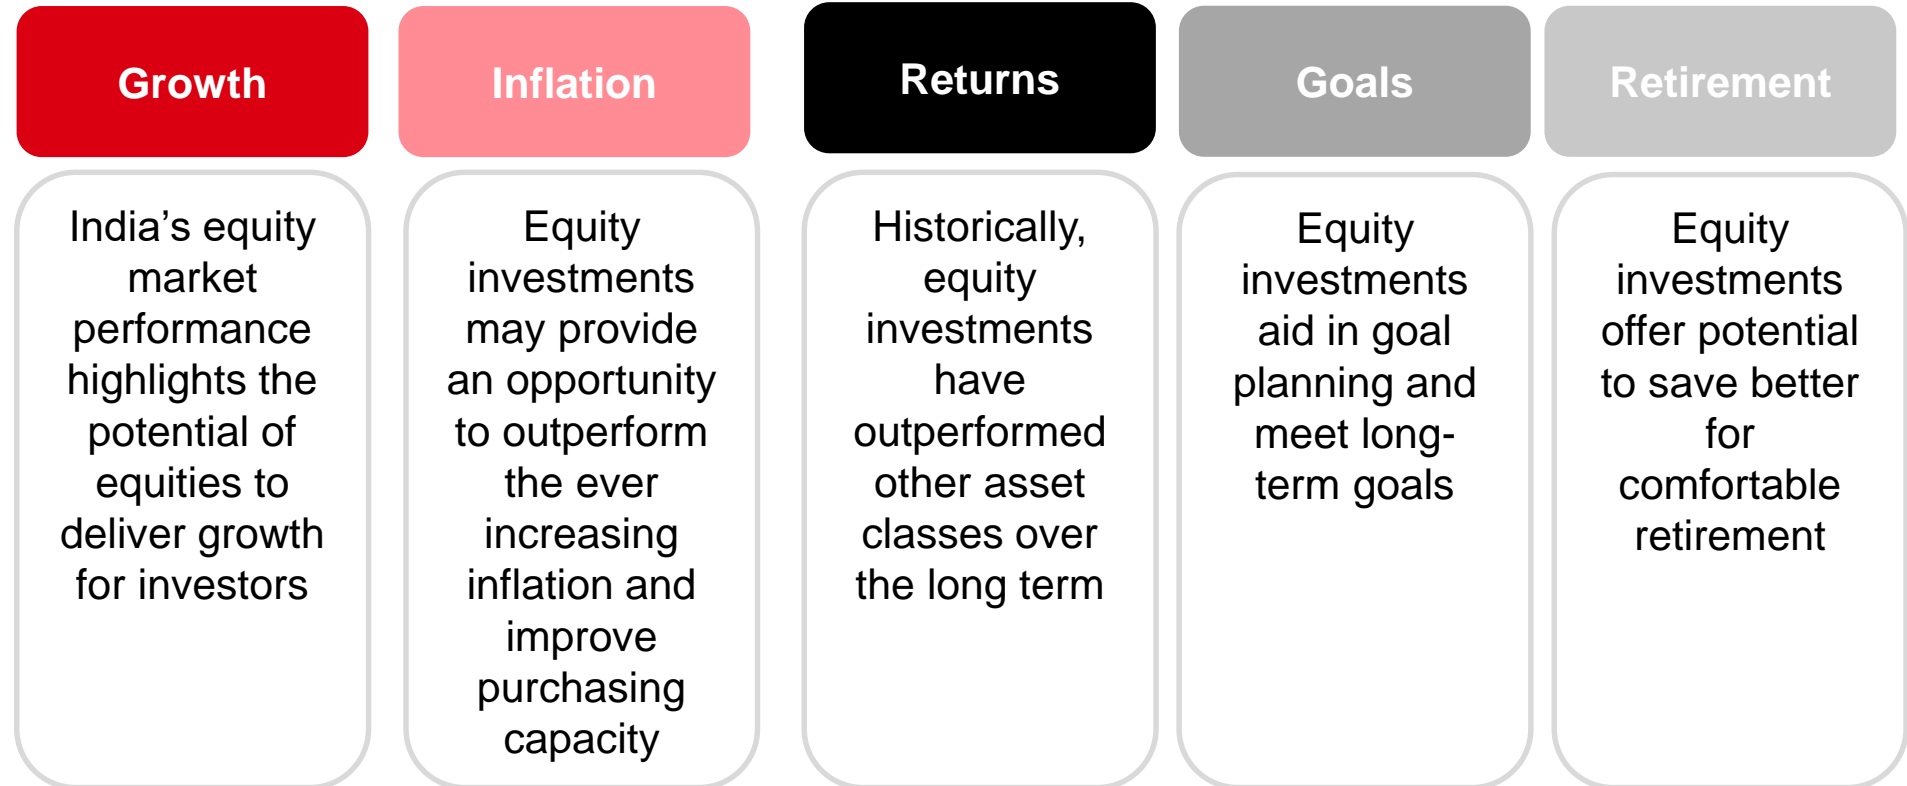 Growth
India’s equity
market
performance
highlights the
potential of
equities to
deliver growth
for investors
Inflation
Equity
investments
may provide
an opportunity
to outperform
the ever
increasing
inflation and
improve
purchasing
capacity
Returns
Historically,
equity
investments
have
outperformed
other asset
classes over
the long term
Goals
Equity
investments
aid in goal
planning and
meet long-
term goals
Retirement
Equity
investments
offer potential
to save better
for
comfortable
retirement